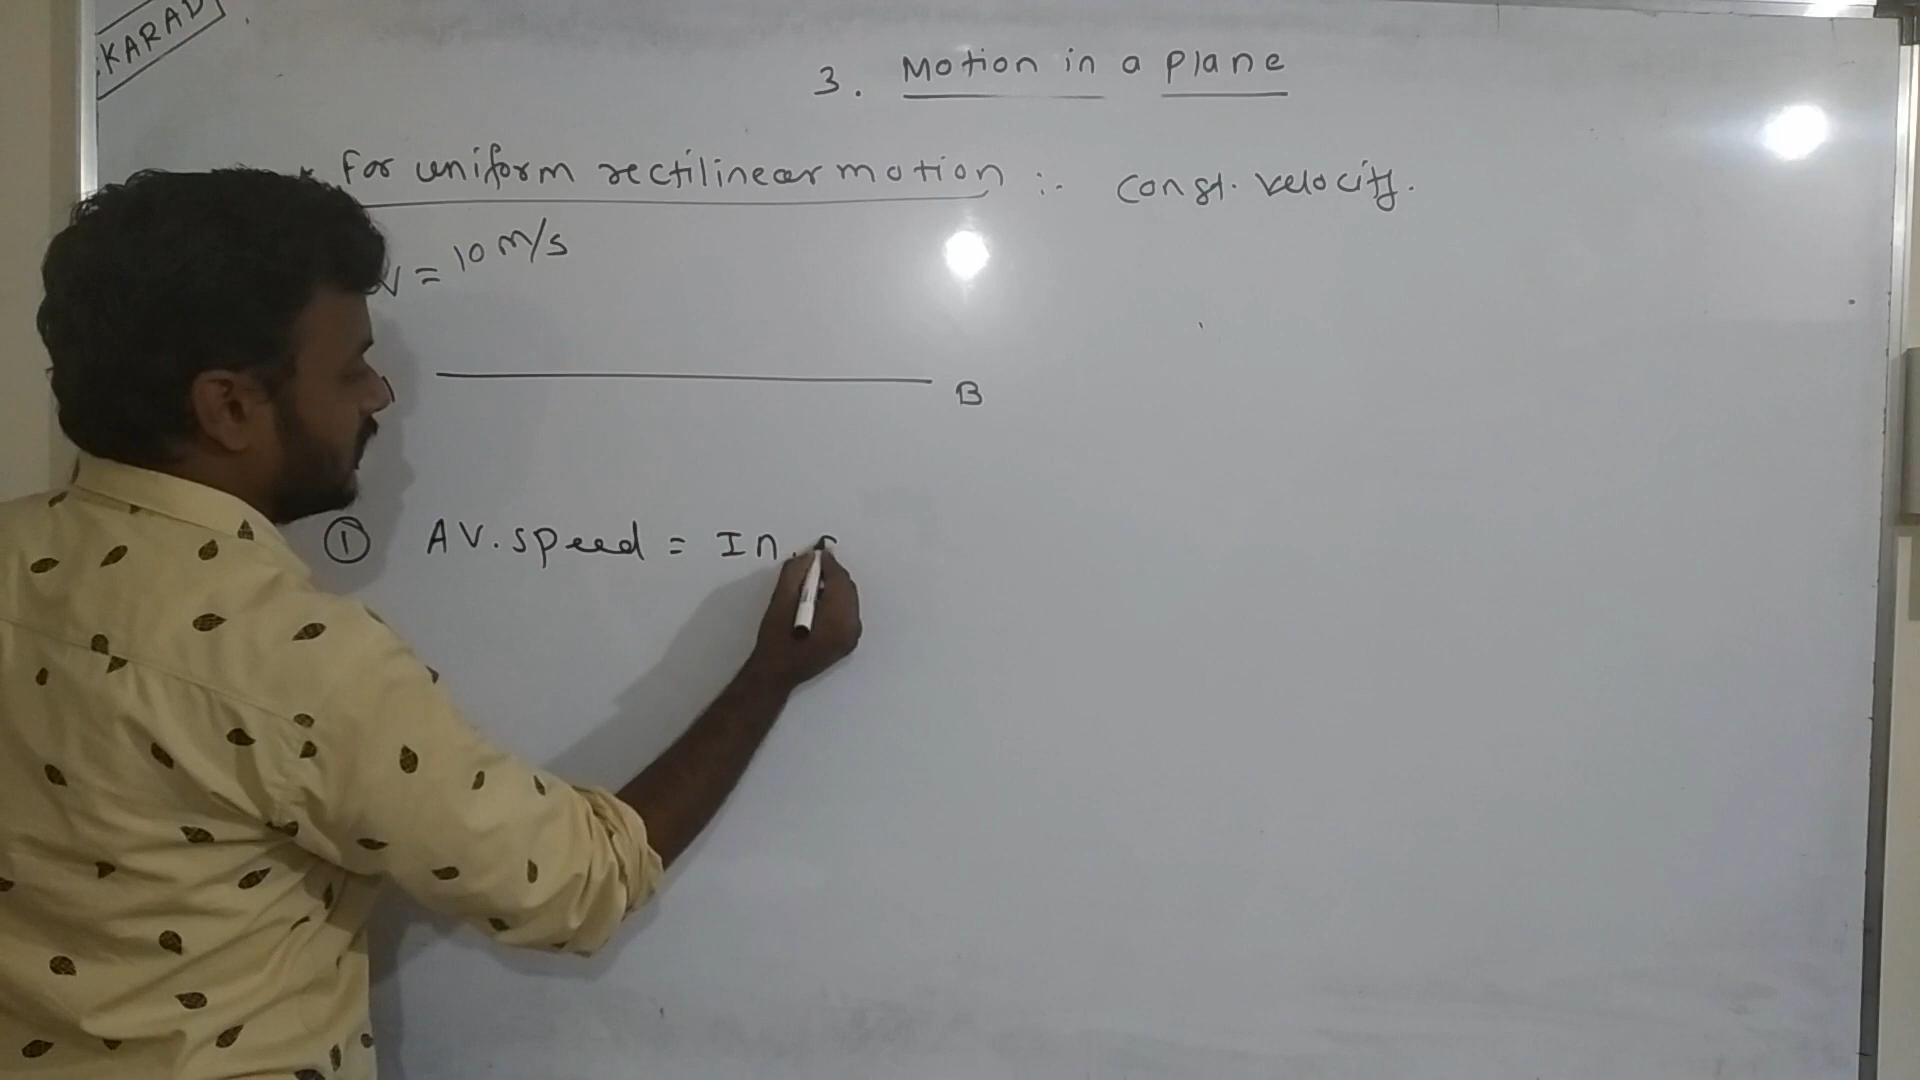 KARAD
3. Motion in a Plane
For uniform rectilinear motion :- Const. velocity.
V = 10 m/s
B
① AV. speed = In.